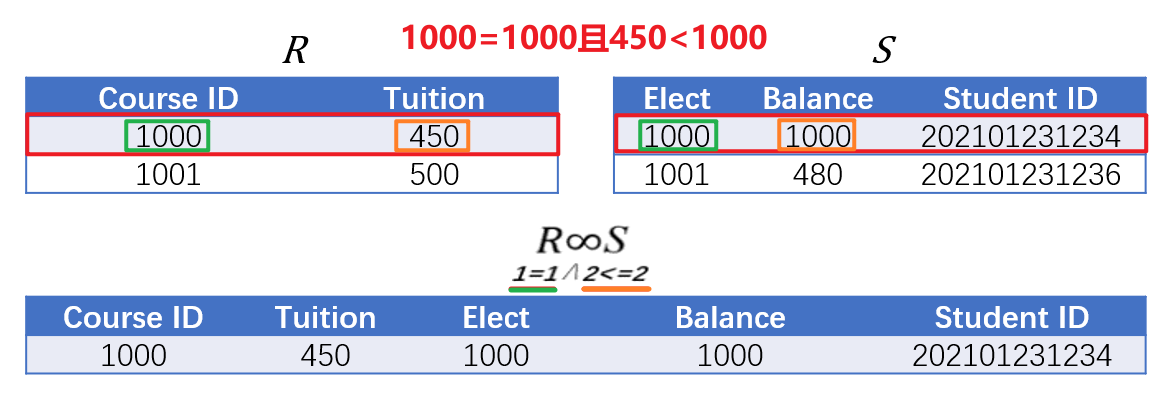 1000=1000且450<1000
R S
Course ID Tuition Elect Balance Student ID
1000 450 1000 1000 202101231234
1001 500 1001 480 202101231236
R∞S
1=1∧2<=2
Course ID Tuition Elect Balance Student ID
1000 450 1000 1000 202101231234